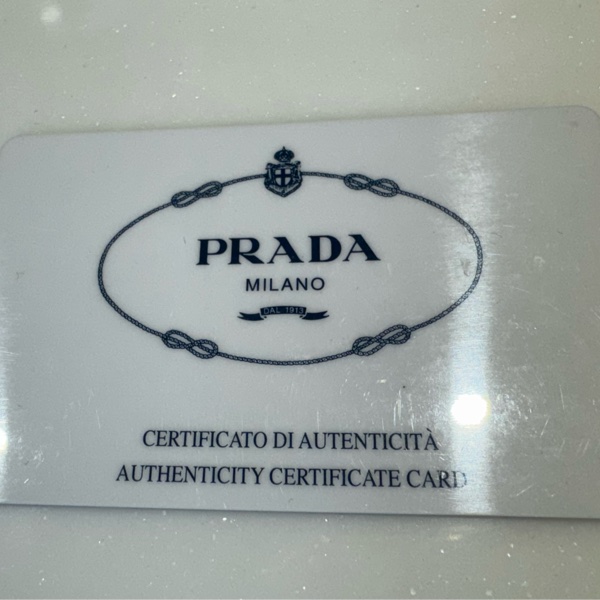 PRADA
MILANO
DAL 1913
CERTIFICATO DI AUTENTICITÀ
AUTHENTICITY CERTIFICATE CARD